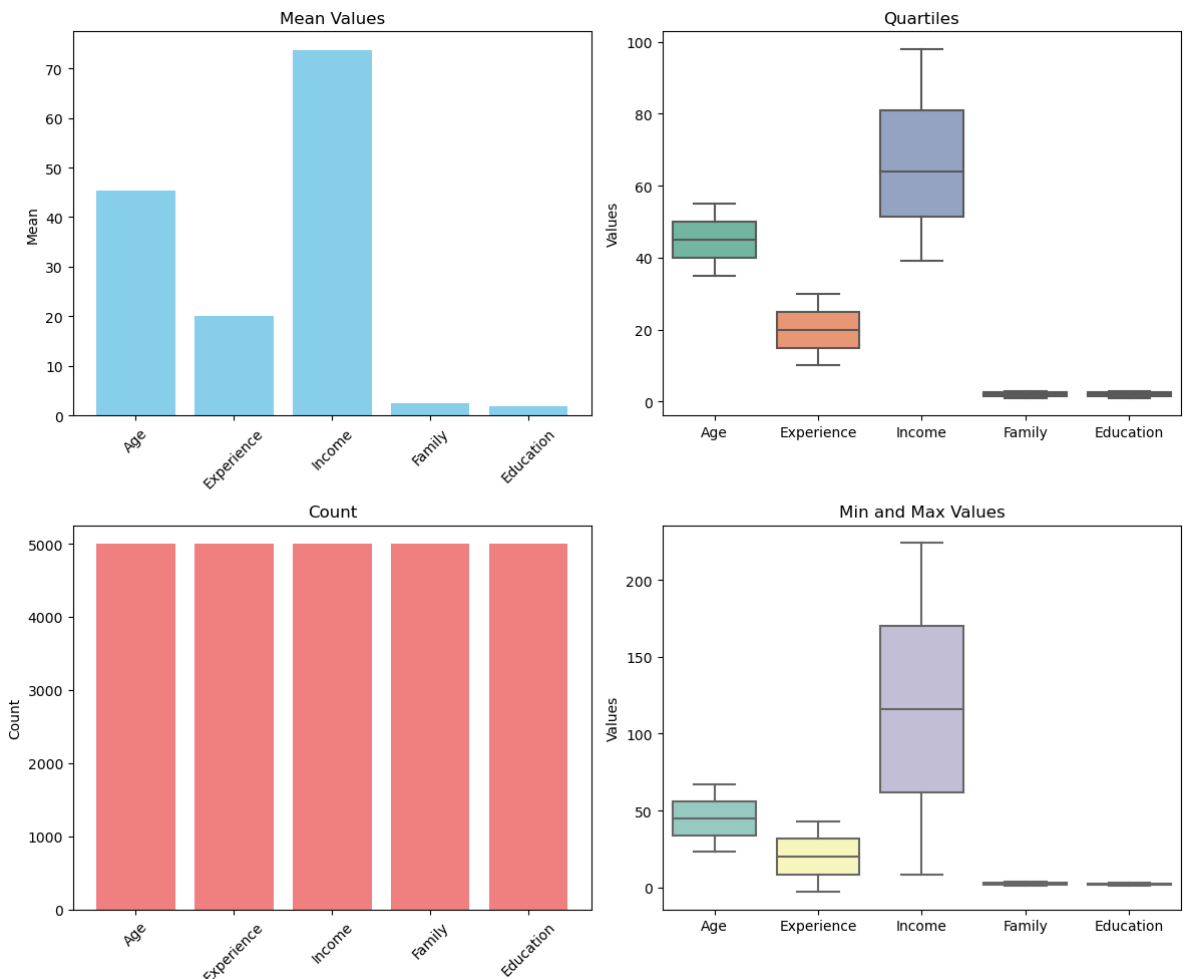 Mean Values
Mean
70
60
50
40
30
20
10
0
Age
Experience
Income
Family
Education
Quartiles
Values
100
80
60
40
20
0
Age
Experience
Income
Family
Education
Count
Count
5000
4000
3000
2000
1000
0
Age
Experience
Income
Family
Education
Min and Max Values
Values
200
150
100
50
0
Age
Experience
Income
Family
Education